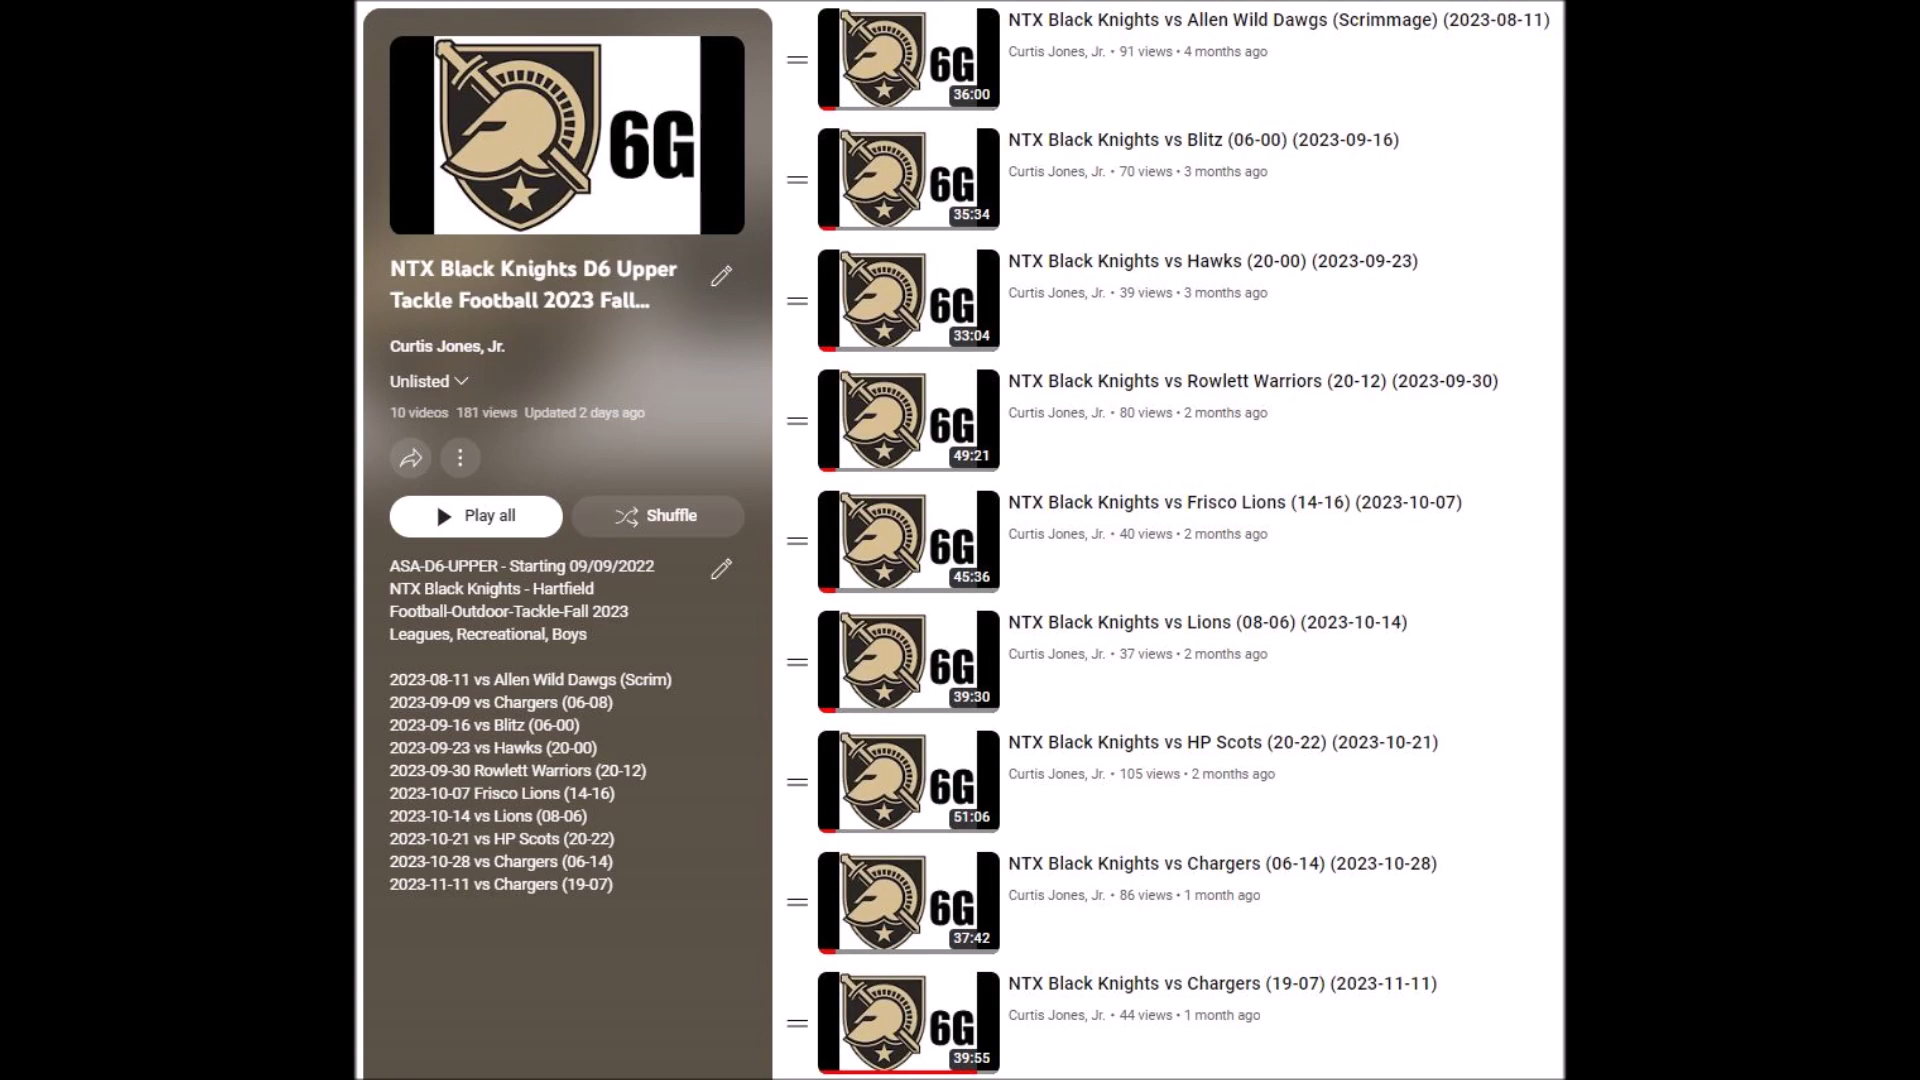 6G
NTX Black Knights D6 Upper
Tackle Football 2023 Fall...
Curtis Jones, Jr.
Unlisted
10 videos 181 views Updated 2 days ago
Play all
Shuffle
ASA-D6-UPPER - Starting 09/09/2022
NTX Black Knights - Hartfield
Football-Outdoor-Tackle-Fall 2023
Leagues, Recreational, Boys
2023-08-11 vs Allen Wild Dawgs (Scrim)
2023-09-09 vs Chargers (06-08)
2023-09-16 vs Blitz (06-00)
2023-09-23 vs Hawks (20-00)
2023-09-30 Rowlett Warriors (20-12)
2023-10-07 Frisco Lions (14-16)
2023-10-14 vs Lions (08-06)
2023-10-21 vs HP Scots (20-22)
2023-10-28 vs Chargers (06-14)
2023-11-11 vs Chargers (19-07)
6G
36:00
NTX Black Knights vs Allen Wild Dawgs (Scrimmage) (2023-08-11)
Curtis Jones, Jr. • 91 views • 4 months ago
6G
35:34
NTX Black Knights vs Blitz (06-00) (2023-09-16)
Curtis Jones, Jr. • 70 views • 3 months ago
6G
33:04
NTX Black Knights vs Hawks (20-00) (2023-09-23)
Curtis Jones, Jr. • 39 views • 3 months ago
6G
49:21
NTX Black Knights vs Rowlett Warriors (20-12) (2023-09-30)
Curtis Jones, Jr. • 80 views • 2 months ago
6G
45:36
NTX Black Knights vs Frisco Lions (14-16) (2023-10-07)
Curtis Jones, Jr. • 40 views • 2 months ago
6G
39:30
NTX Black Knights vs Lions (08-06) (2023-10-14)
Curtis Jones, Jr. • 37 views • 2 months ago
6G
51:06
NTX Black Knights vs HP Scots (20-22) (2023-10-21)
Curtis Jones, Jr. • 105 views • 2 months ago
6G
37:42
NTX Black Knights vs Chargers (06-14) (2023-10-28)
Curtis Jones, Jr. • 86 views • 1 month ago
6G
39:55
NTX Black Knights vs Chargers (19-07) (2023-11-11)
Curtis Jones, Jr. • 44 views • 1 month ago